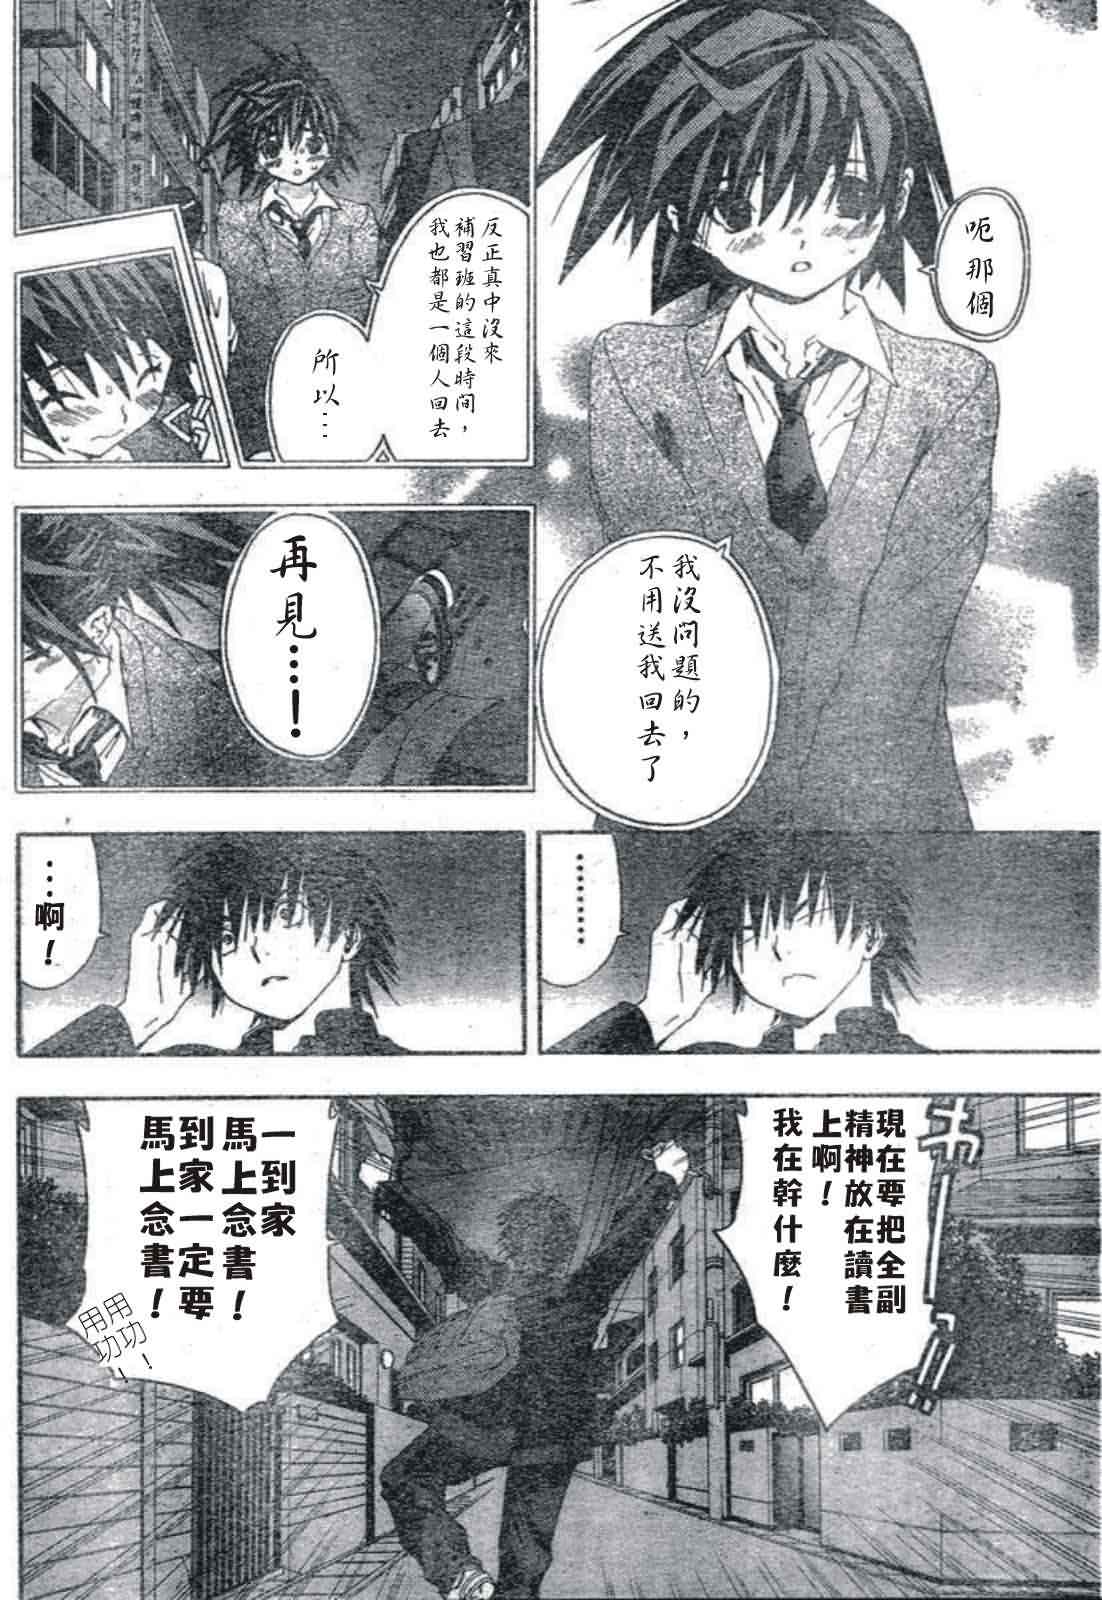 呃那個
我沒問題的，
不用送我回去了
反正真中沒來
補習班的這段時間，
我也都是一個人回去
所以…
再見……！
………
……啊！
現在要把全副
精神放在讀書
上啊！
我在幹什麼！
一到家
馬上念書！
到家一定要
馬上念書！
用功！
用功！